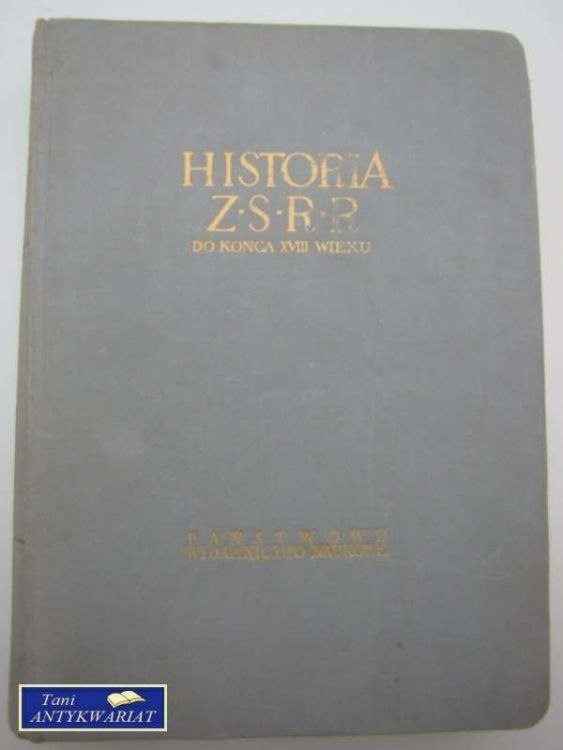 HISTORIA
Z·S·R·R
DO KOŃCA XVIII WIEKU
PAŃSTWOWE
WYDAWNICTWO NAUKOWE
Tani
ANTYKWARIAT